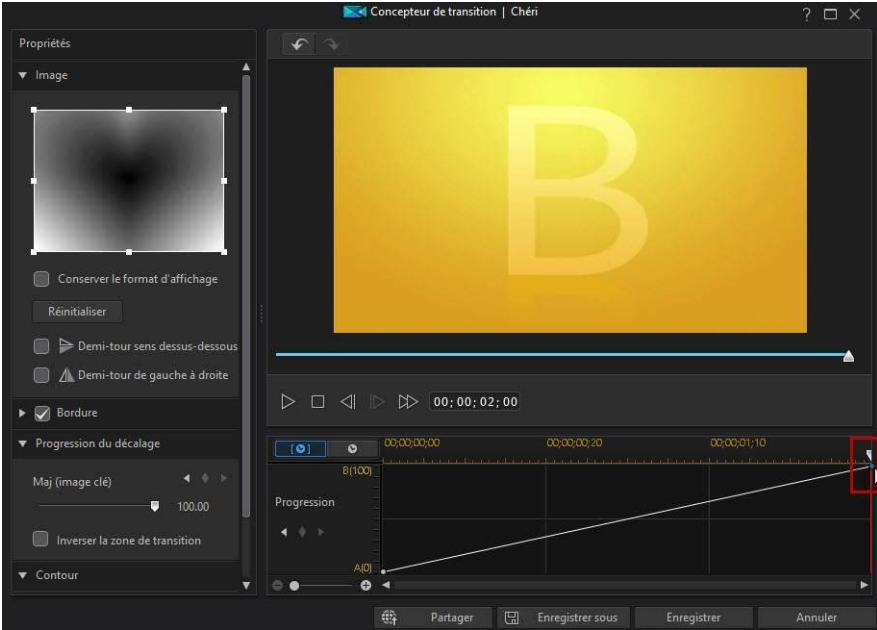 Concepteur de transition | Chéri
?
Propriétés
Image
Conserver le format d'affichage
Réinitialiser
Demi-tour sens dessus-dessous
Demi-tour de gauche à droite
Bordure
Progression du décalage
Maj (image clé)
100.00
Inverser la zone de transition
Contour
B
00;00;02;00
00;00;00;00 00;00;00;20 00;00;01;10
B(100)
Progression
A(0)
Partager Enregistrer sous Enregistrer Annuler